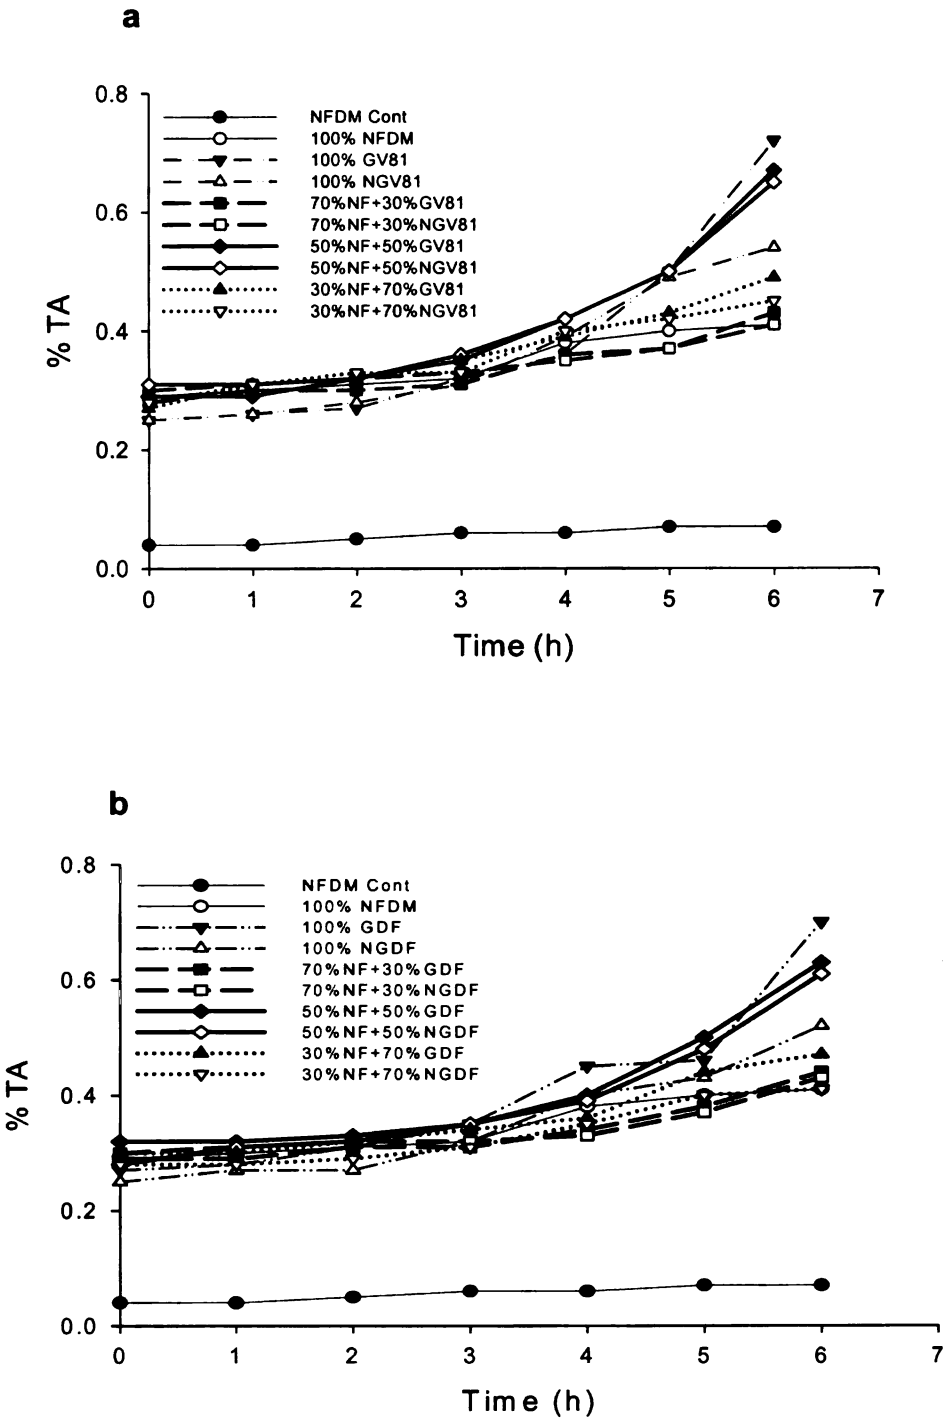 a
0.8
NFDM Cont
100% NFDM
100% GV81
100% NGV81
70%NF+30%GV81
70%NF+30%NGV81
50%NF+50%GV81
50%NF+50%NGV81
30%NF+70%GV81
30%NF+70%NGV81
0.6
% TA
0.4
0.2
0.0
0 1 2 3 4 5 6 7
Time (h)
b
0.8
NFDM Cont
100% NFDM
100% GDF
100% NGDF
70%NF+30%GDF
70%NF+30%NGDF
50%NF+50%GDF
50%NF+50%NGDF
30%NF+70%GDF
30%NF+70%NGDF
0.6
% TA
0.4
0.2
0.0
0 1 2 3 4 5 6 7
Time (h)